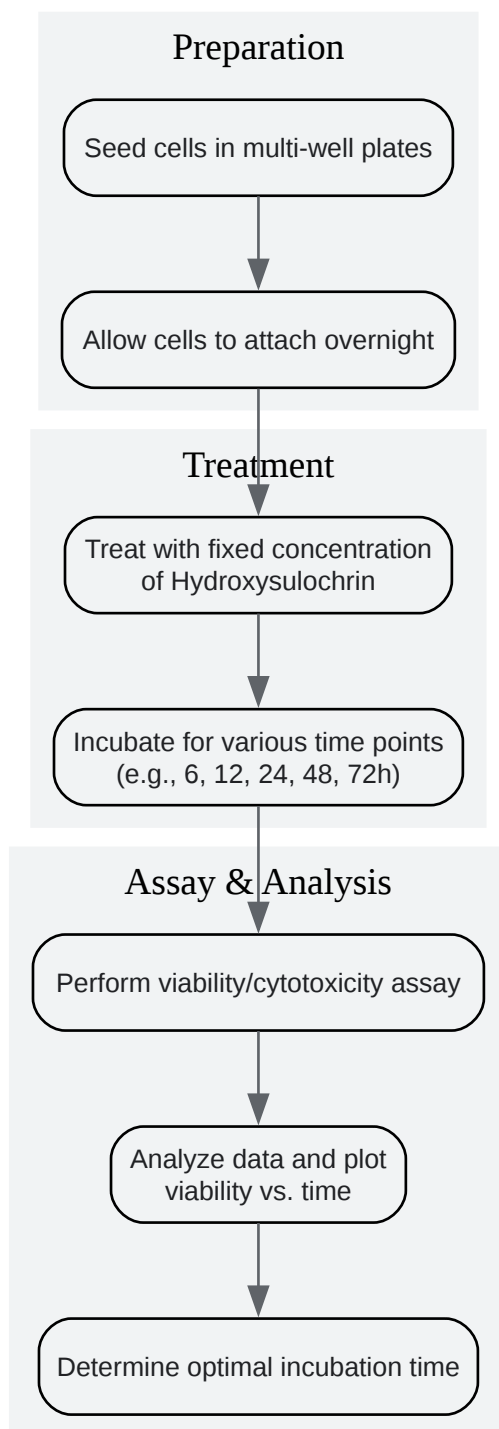 Preparation
Seed cells in multi-well plates
Allow cells to attach overnight
Treatment
Treat with fixed concentration
of Hydroxysulochrin
Incubate for various time points
(e.g., 6, 12, 24, 48, 72h)
Assay & Analysis
Perform viability/cytotoxicity assay
Analyze data and plot
viability vs. time
Determine optimal incubation time